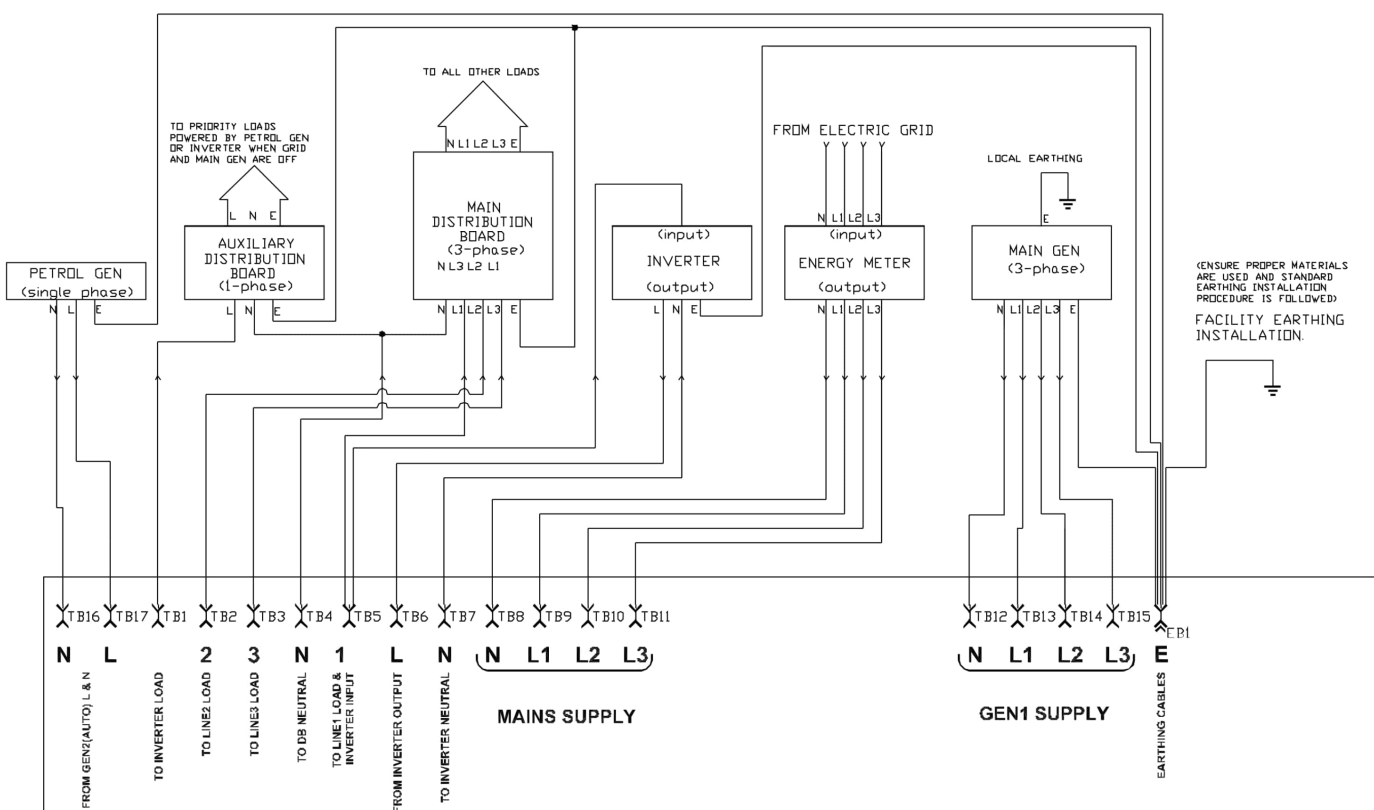 TO ALL OTHER LOADS
TO PRIORITY LOADS
POWERED BY PETROL GEN
OR INVERTER WHEN GRID
AND MAIN GEN ARE OFF
FROM ELECTRIC GRID
LOCAL EARTHING
N L1 L2 L3 E
L N E
N L1 L2 L3
E
PETROL GEN
(single phase)
N L E
AUXILIARY
DISTRIBUTION
BOARD
(1-phase)
L N E
MAIN
DISTRIBUTION
BOARD
(3-phase)
N L3 L2 L1
N L1 L2 L3 E
(input)
INVERTER
(output)
L N E
(input)
ENERGY METER
(output)
N L1 L2 L3
MAIN GEN
(3-phase)
N L1 L2 L3 E
(ENSURE PROPER MATERIALS
ARE USED AND STANDARD
EARTHING INSTALLATION
PROCEDURE IS FOLLOWED)
FACILITY EARTHING
INSTALLATION.
TB16 TB17 TB1 TB2 TB3 TB4 TB5 TB6 TB7 TB8 TB9 TB10 TB11 TB12 TB13 TB14 TB15 EB1
N L 2 3 N 1 L N N L1 L2 L3 N L1 L2 L3 E
FROM GEN2(AUTO) L & N
TO INVERTER LOAD
TO LINE2 LOAD
TO LINE3 LOAD
TO DB NEUTRAL
TO LINE1 LOAD &
INVERTER INPUT
FROM INVERTER OUTPUT
TO INVERTER NEUTRAL
MAINS SUPPLY
GEN1 SUPPLY
EARTHING CABLES